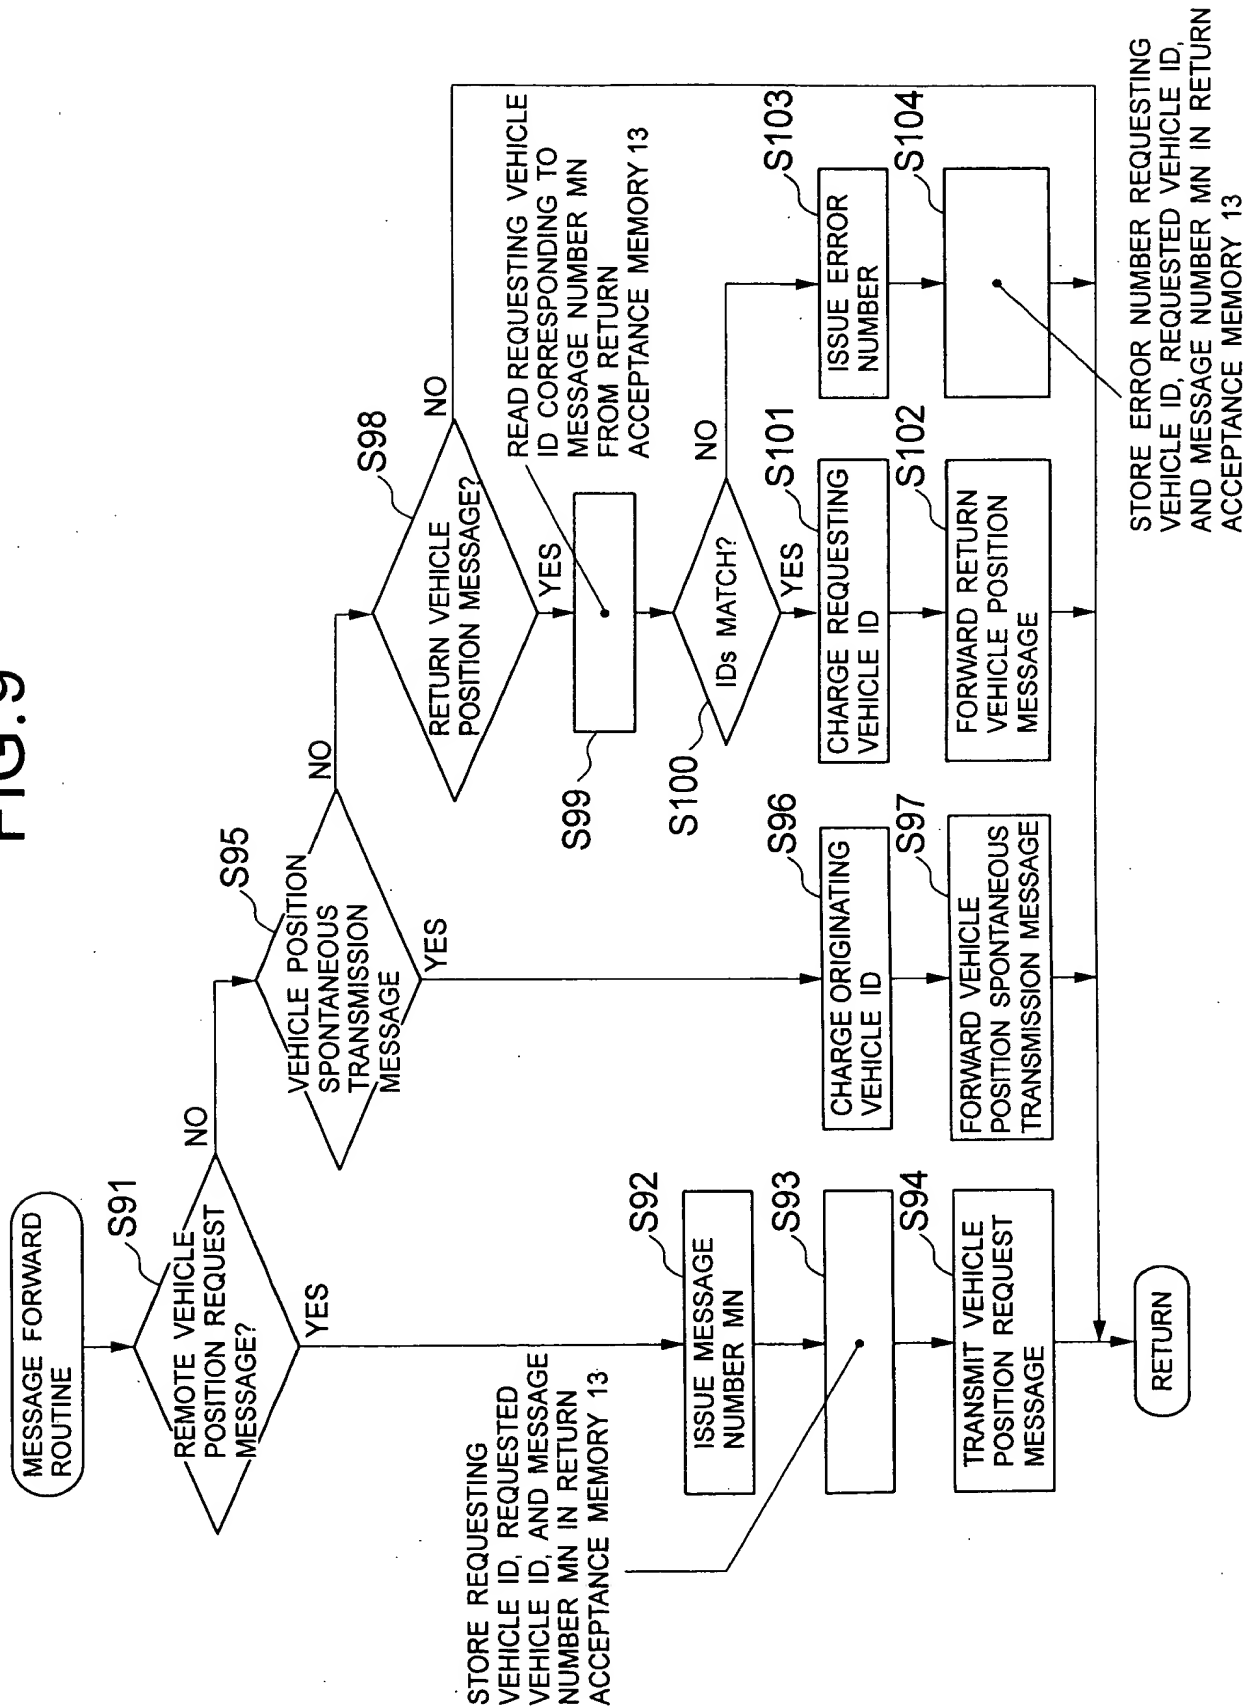 FIG.9
MESSAGE FORWARD
ROUTINE
S91
REMOTE VEHICLE
POSITION REQUEST
MESSAGE?
NO
YES
S92
ISSUE MESSAGE
NUMBER MN
S93
STORE REQUESTING
VEHICLE ID, REQUESTED
VEHICLE ID, AND MESSAGE
NUMBER MN IN RETURN
ACCEPTANCE MEMORY 13
S94
TRANSMIT VEHICLE
POSITION REQUEST
MESSAGE
RETURN
S95
VEHICLE POSITION
SPONTANEOUS
TRANSMISSION
MESSAGE
NO
YES
S96
CHARGE ORIGINATING
VEHICLE ID
S97
FORWARD VEHICLE
POSITION SPONTANEOUS
TRANSMISSION MESSAGE
S98
RETURN VEHICLE
POSITION MESSAGE?
NO
YES
S99
READ REQUESTING VEHICLE
ID CORRESPONDING TO
MESSAGE NUMBER MN
FROM RETURN
ACCEPTANCE MEMORY 13
S100
IDs MATCH?
NO
YES
S101
CHARGE REQUESTING
VEHICLE ID
S102
FORWARD RETURN
VEHICLE POSITION
MESSAGE
S103
ISSUE ERROR
NUMBER
S104
STORE ERROR NUMBER REQUESTING
VEHICLE ID, REQUESTED VEHICLE ID,
AND MESSAGE NUMBER MN IN RETURN
ACCEPTANCE MEMORY 13